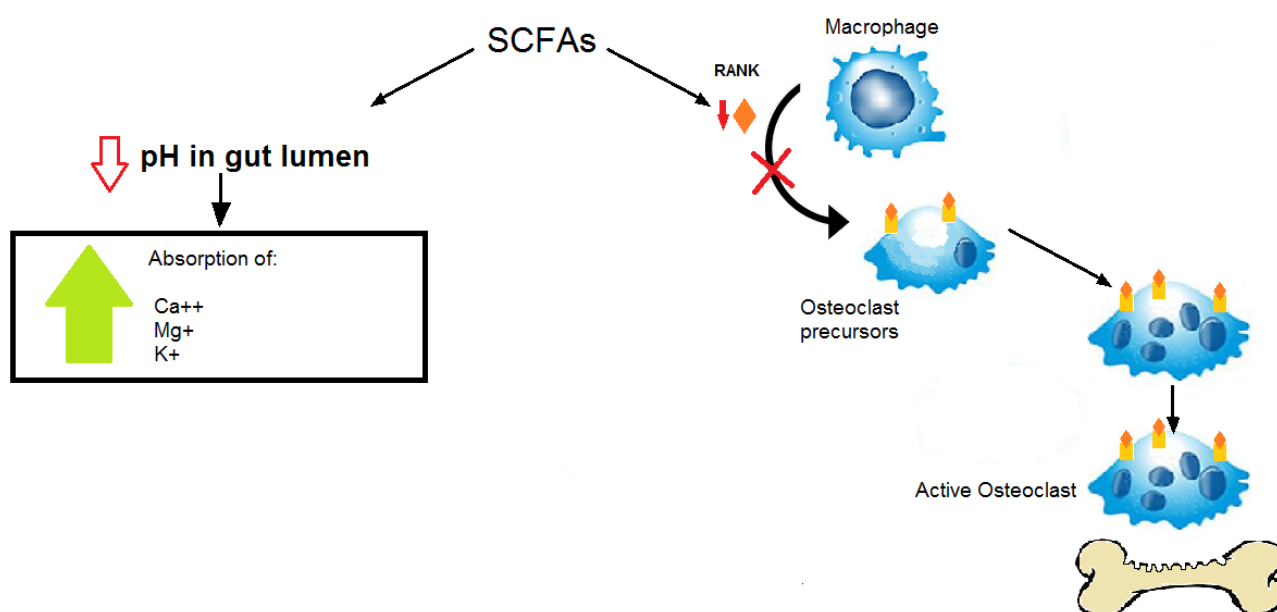 SCFAs
Macrophage
RANK
pH in gut lumen
Absorption of:
Ca++
Mg+
K+
Osteoclast
precursors
Active Osteoclast